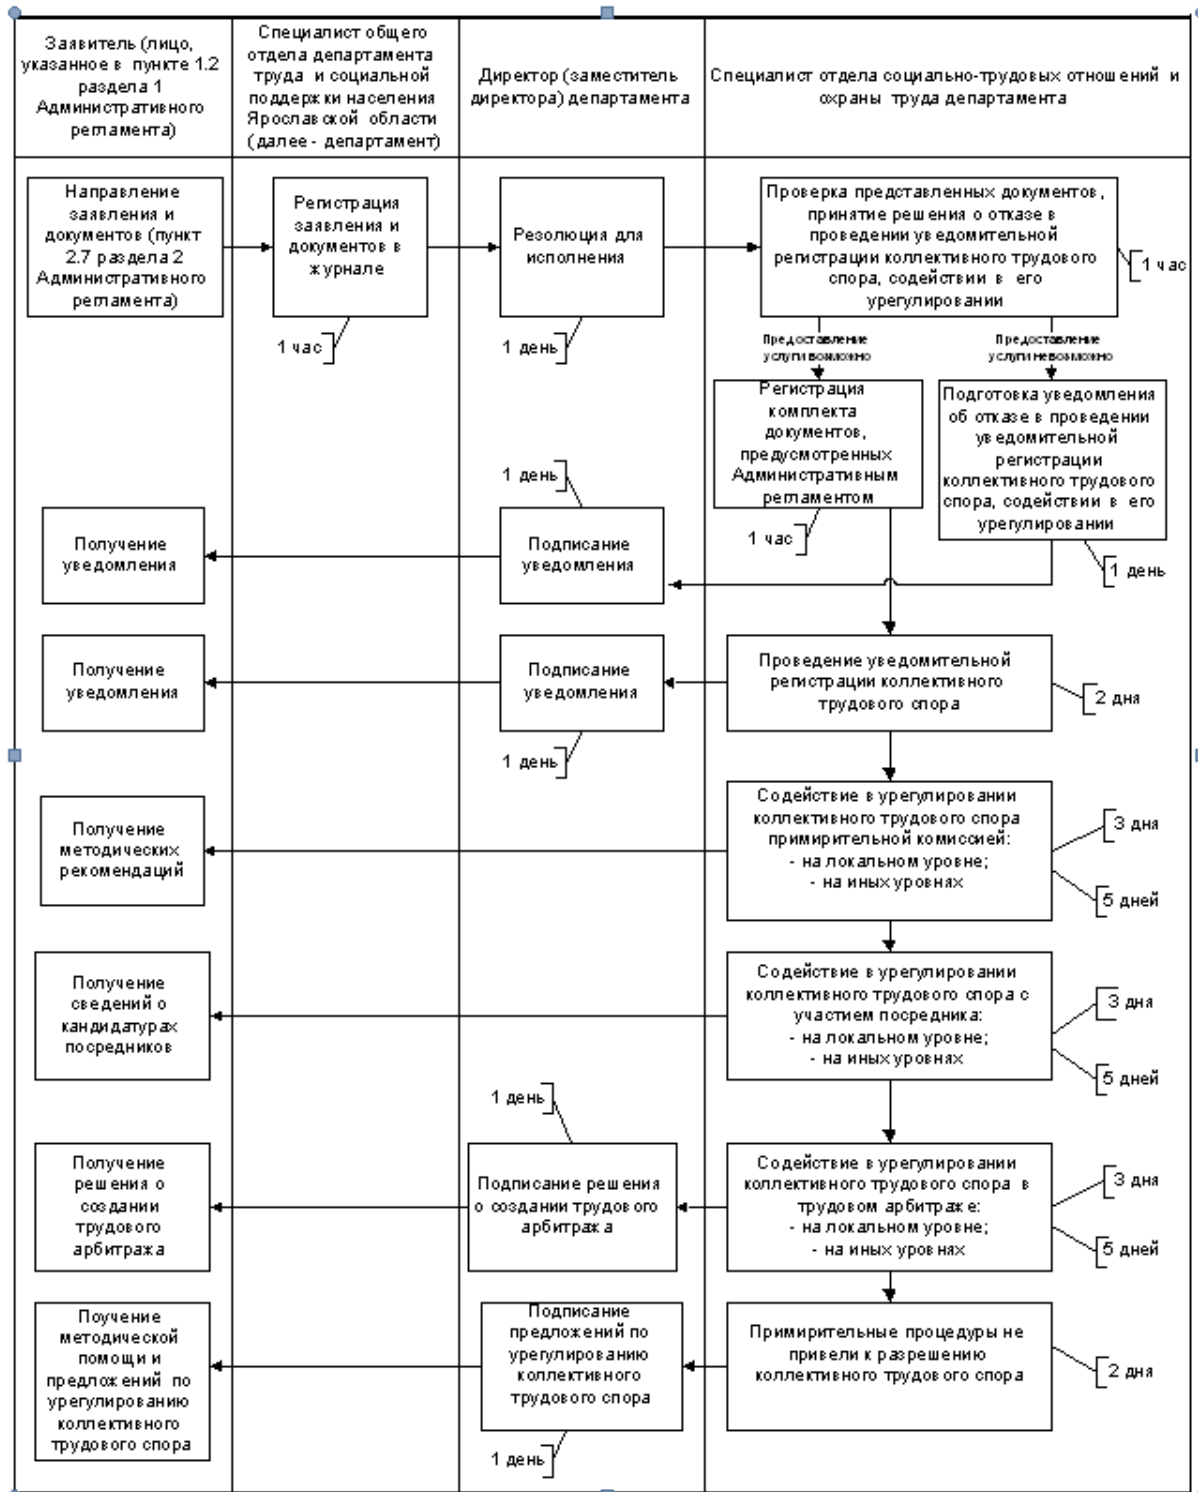 Заявитель (лицо,
указанное в пункте 1.2
раздела 1
Административного
регламента)
Специалист общего
отдела департамента
труда и социальной
поддержки населения
Ярославской области
(далее - департамент)
Директор (заместитель
директора) департамента
Специалист отдела социально-трудовых отношений и
охраны труда департамента
Направление
заявления и
документов (пункт
2.7 раздела 2
Административного
регламента)
Регистрация
заявления и
документов в
журнале
1 час
Резолюция для
исполнения
1 день
Проверка представленных документов,
принятие решения о отказе в
проведении уведомительной
регистрации коллективного трудового
спора, содействии в его
урегулировании
1 час
Предоставление
услуги возможно
Предоставление
услуги невозможно
Регистрация
комплекта
документов,
предусмотренных
Административным
регламентом
1 час
Подготовка уведомления
об отказе в проведении
уведомительной
регистрации
коллективного трудового
спора, содействии в его
урегулировании
1 день
1 день
Подписание
уведомления
Получение
уведомления
Проведение уведомительной
регистрации коллективного
трудового спора
2 дня
Подписание
уведомления
1 день
Получение
уведомления
Содействие в урегулировании
коллективного трудового спора
примирительной комиссией:
- на локальном уровне;
- на иных уровнях
3 дня
5 дней
Получение
методических
рекомендаций
Содействие в урегулировании
коллективного трудового спора с
участием посредника:
- на локальном уровне;
- на иных уровнях
3 дня
5 дней
Получение
сведений о
кандидатурах
посредников
Содействие в урегулировании
коллективного трудового спора в
трудовом арбитраже:
- на локальном уровне;
- на иных уровнях
3 дня
5 дней
1 день
Подписание решения
о создании трудового
арбитража
Получение
решения о
создании
трудового
арбитража
Примирительные процедуры не
привели к разрешению
коллективного трудового спора
2 дня
Подписание
предложений по
урегулированию
коллективного
трудового спора
1 день
Поучение
методической
помощи и
предложений по
урегулированию
коллективного
трудового спора